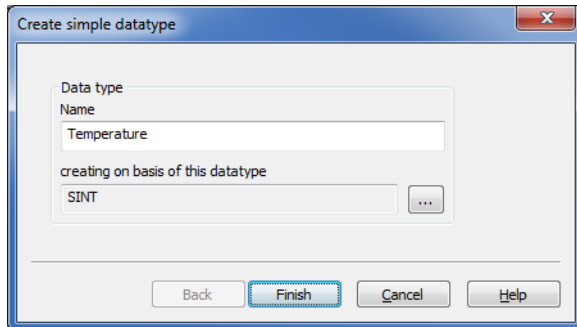 Create simple datatype
Data type
Name
Temperature
creating on basis of this datatype
SINT
...
Back Finish Cancel Help